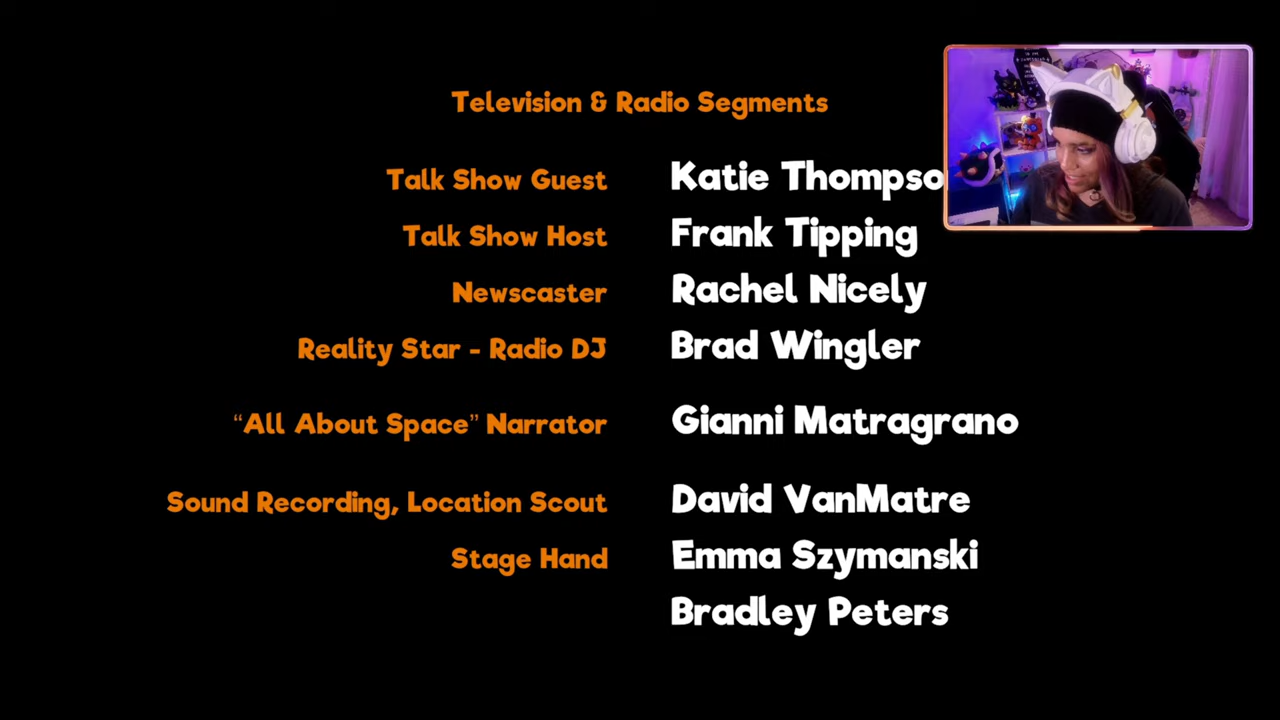 Television & Radio Segments
Talk Show Guest Katie
Talk Show Host Frank Tipping
Newscaster Rachel Nicely
Reality Star - Radio DJ Brad Wingler
“All About Space” Narrator Gianni Matragrano
Sound Recording, Location Scout David VanMatre
Stage Hand Emma Szymanski
Bradley Peters